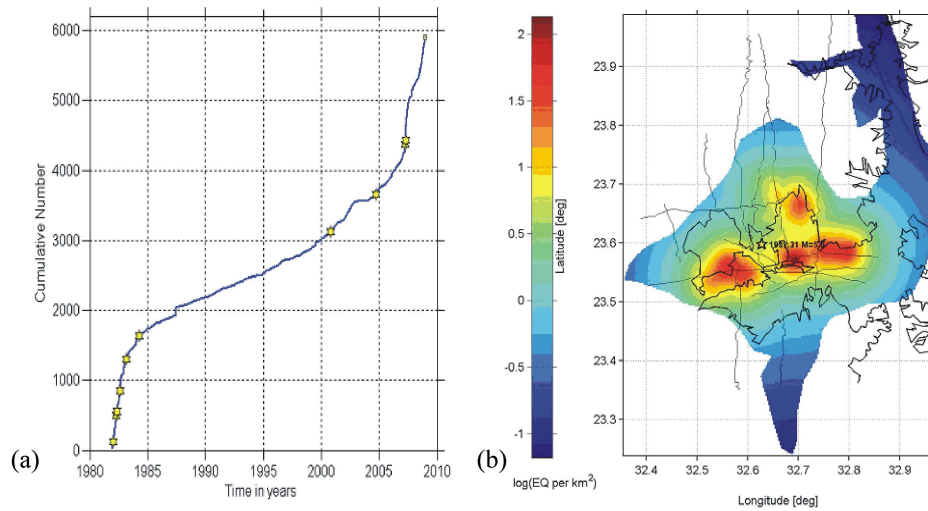 6000
5000
4000
3000
2000
1000
0
Cumulative Number
1980 1985 1990 1995 2000 2005 2010
Time in years
(a)
2
1.5
1
0.5
0
-0.5
-1
log(EQ per km²)
Latitude [deg]
23.9
23.8
23.7
23.6
23.5
23.4
23.3
32.4 32.5 32.6 32.7 32.8 32.9
Longitude [deg]
(b)